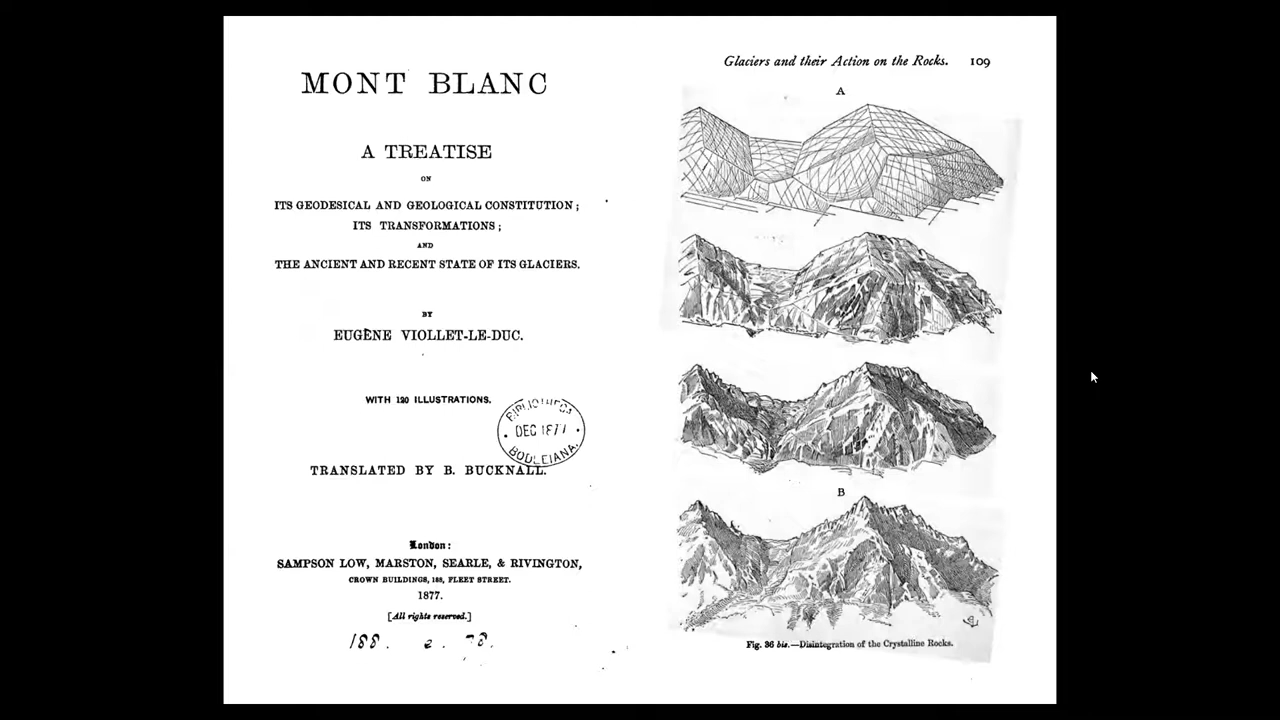 MONT BLANC
A TREATISE
ON
ITS GEODESICAL AND GEOLOGICAL CONSTITUTION;
ITS TRANSFORMATIONS;
AND
THE ANCIENT AND RECENT STATE OF ITS GLACIERS.
BY
EUGÈNE VIOLLET-LE-DUC.
WITH 120 ILLUSTRATIONS.
BIBLIOTHECA
DEC 1877
BODLEIANA.
TRANSLATED BY B. BUCKNALL.
London:
SAMPSON LOW, MARSTON, SEARLE, & RIVINGTON,
CROWN BUILDINGS, 188, FLEET STREET.
1877.
[All rights reserved.]
188. e.
Glaciers and their Action on the Rocks. 109
A
B
Fig. 36 bis.—Disintegration of the Crystalline Rocks.